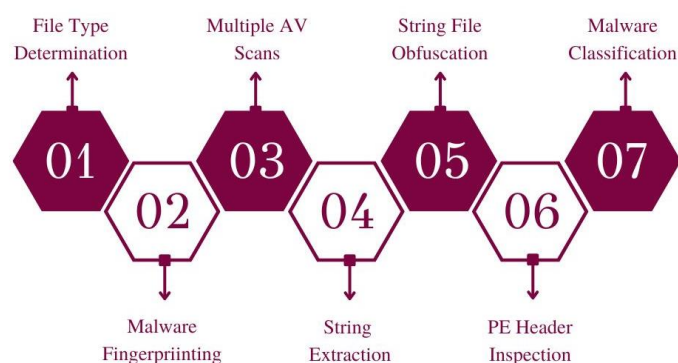 File Type
Determination
Multiple AV
Scans
String File
Obfuscation
Malware
Classification
01
02
03
04
05
06
07
Malware
Fingerpriinting
String
Extraction
PE Header
Inspection